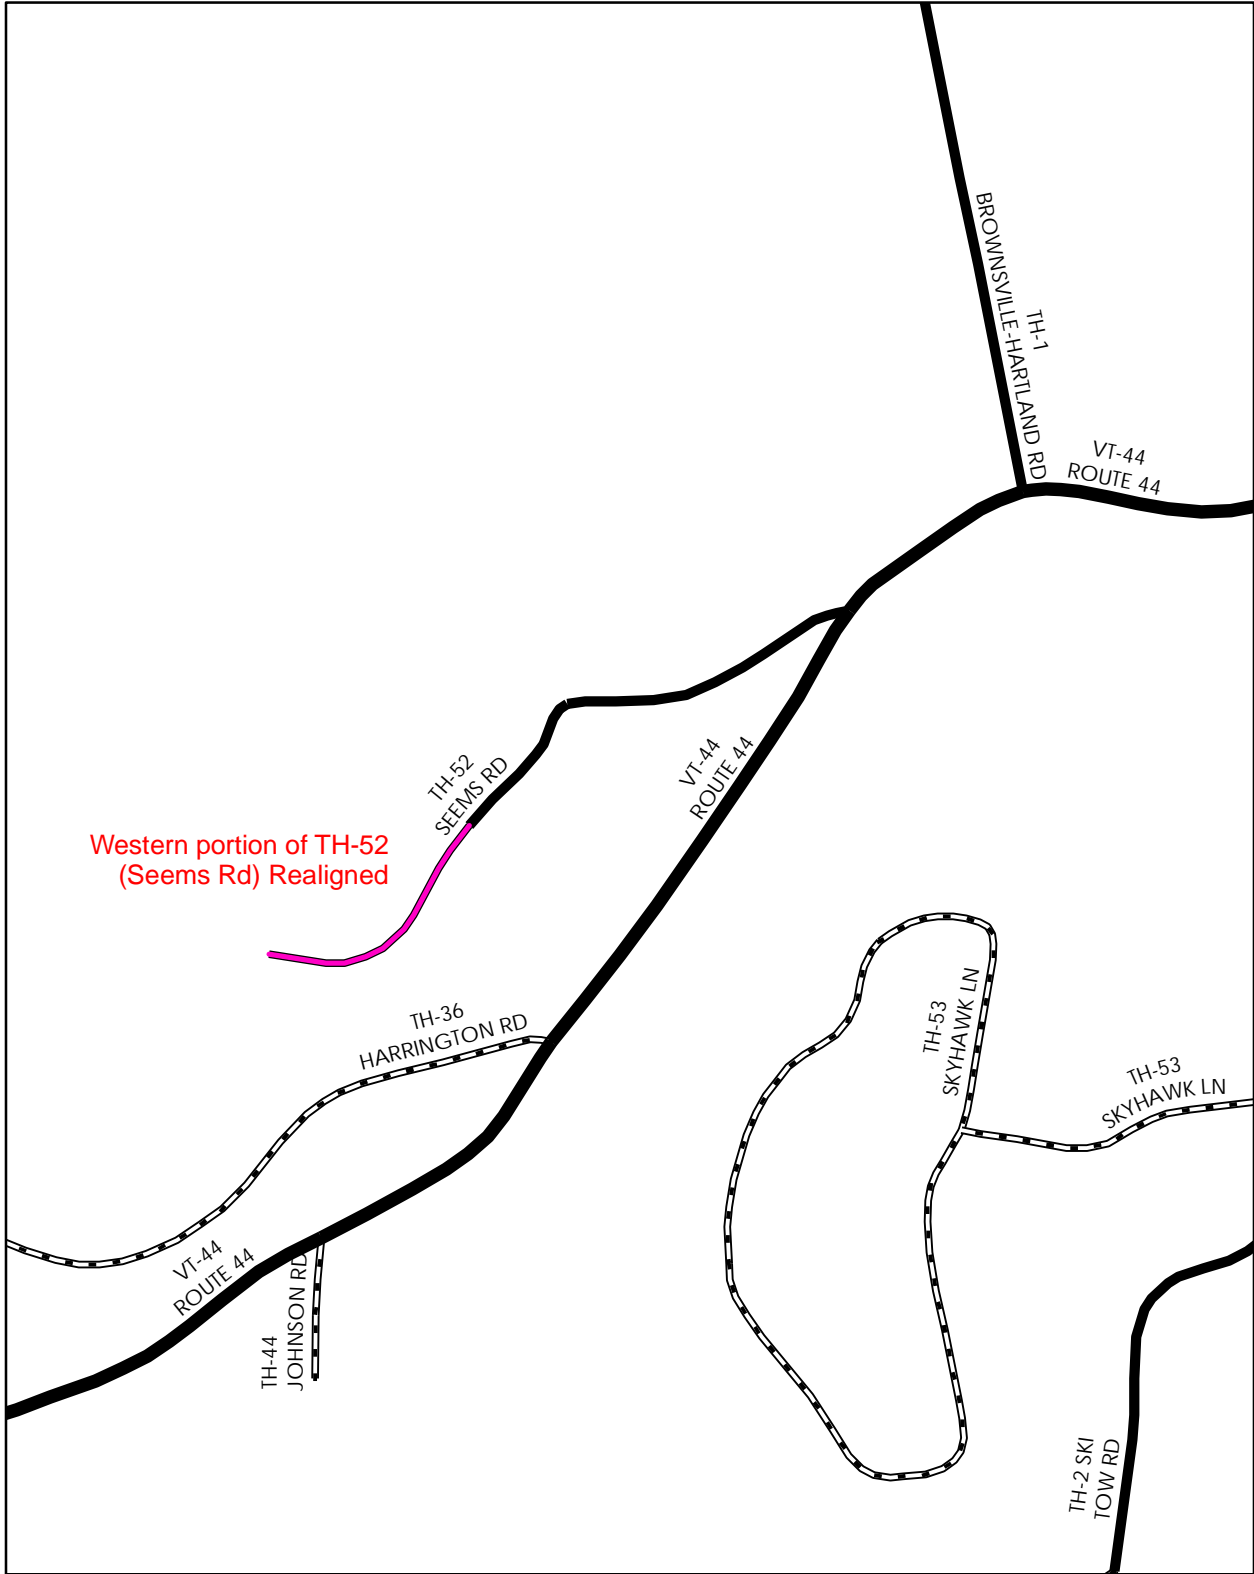 TH-1
BROWNSVILLE-HARTLAND RD
VT-44
ROUTE 44
VT-44
ROUTE 44
TH-52
SEEMS RD
Western portion of TH-52
(Seems Rd) Realigned
TH-36
HARRINGTON RD
TH-53
SKYHAWK LN
TH-53
SKYHAWK LN
VT-44
ROUTE 44
TH-44
JOHNSON RD
TH-2 SKI
TOW RD